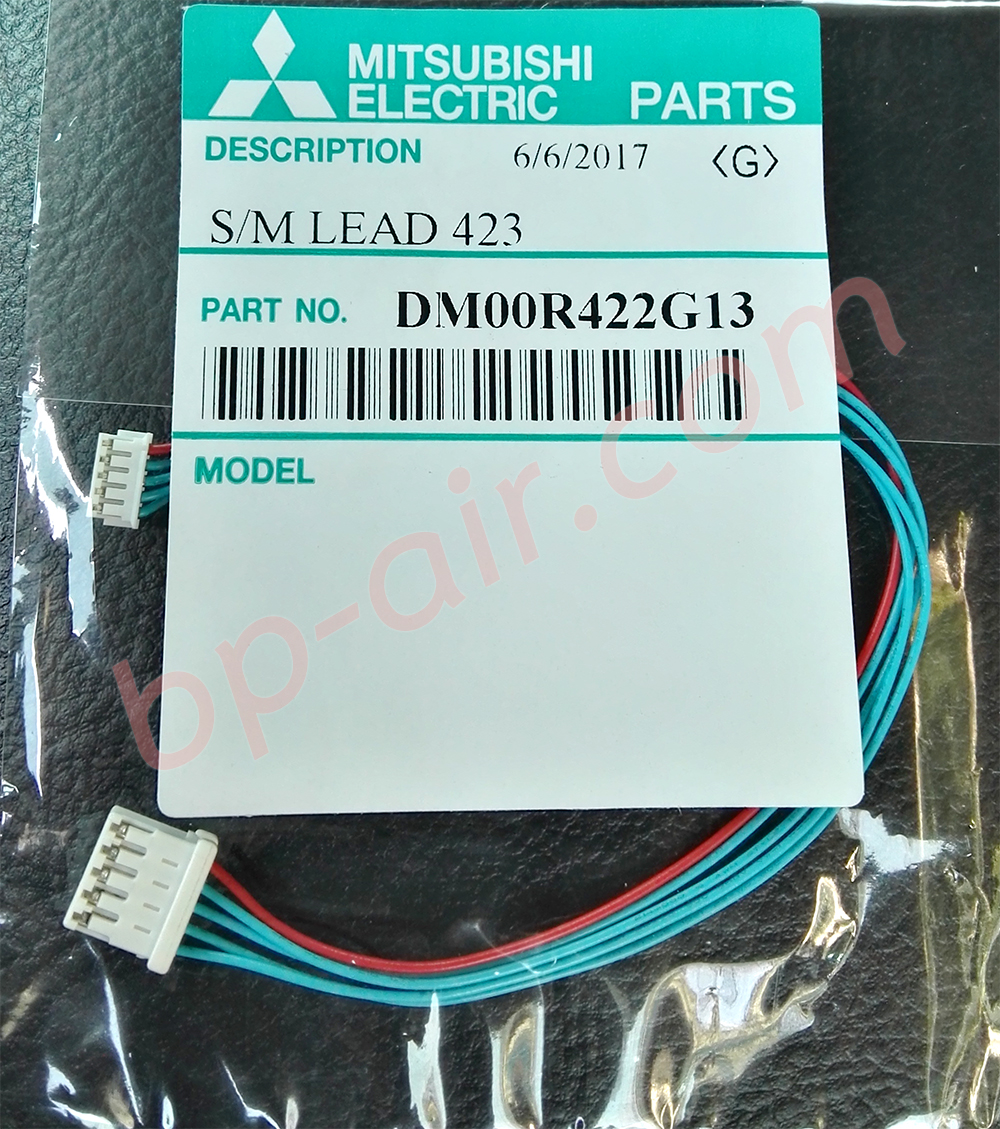 MITSUBISHI
ELECTRIC PARTS
DESCRIPTION 6/6/2017 〈G〉
S/M LEAD 423
PART NO. DM00R422G13
MODEL
bp-air.com